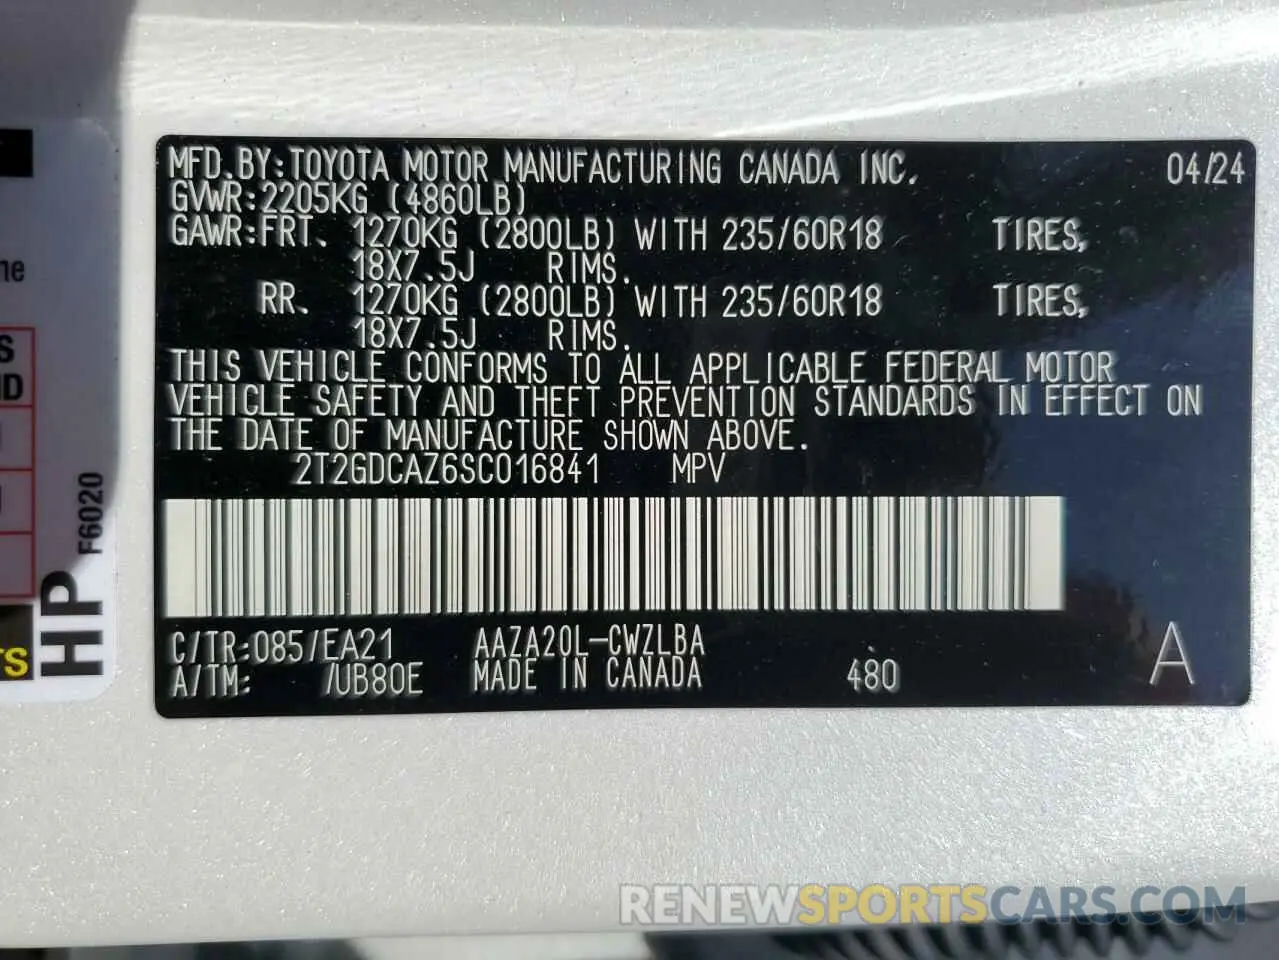 MFD.BY:TOYOTA MOTOR MANUFACTURING CANADA INC. 04/24
GVWR:2205KG (4860LB)
GAWR:FRT. 1270KG (2800LB) WITH 235/60R18 TIRES,
18X7.5J RIMS.
RR. 1270KG (2800LB) WITH 235/60R18 TIRES,
18X7.5J RIMS.
THIS VEHICLE CONFORMS TO ALL APPLICABLE FEDERAL MOTOR
VEHICLE SAFETY AND THEFT PREVENTION STANDARDS IN EFFECT ON
THE DATE OF MANUFACTURE SHOWN ABOVE.
2T2GDCAZ6SC016841 MPV
C/TR:085/EA21 AAZA20L-CWZLBA
A/TM: /UB80E MADE IN CANADA 480 A
HP F6020
RENEWSPORTSCARS.COM